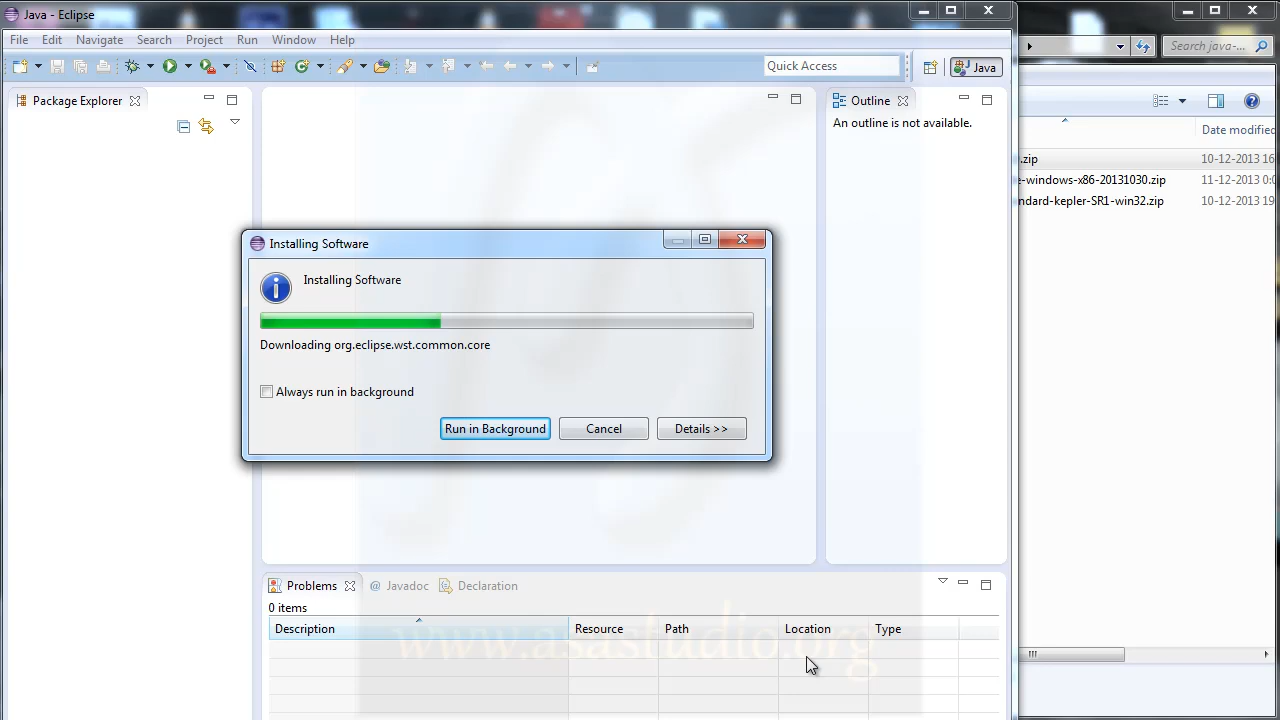 Java - Eclipse
File Edit Navigate Search Project Run Window Help
Search java-...
Quick Access
Java
Package Explorer
Outline
An outline is not available.
Date modified
.zip 10-12-2013 16
e-windows-x86-20131030.zip 11-12-2013 0:0
ndard-kepler-SR1-win32.zip 10-12-2013 19
Installing Software
Installing Software
Downloading org.eclipse.wst.common.core
Always run in background
Run in Background Cancel Details >>
Problems @ Javadoc Declaration
0 items
Description Resource Path Location Type